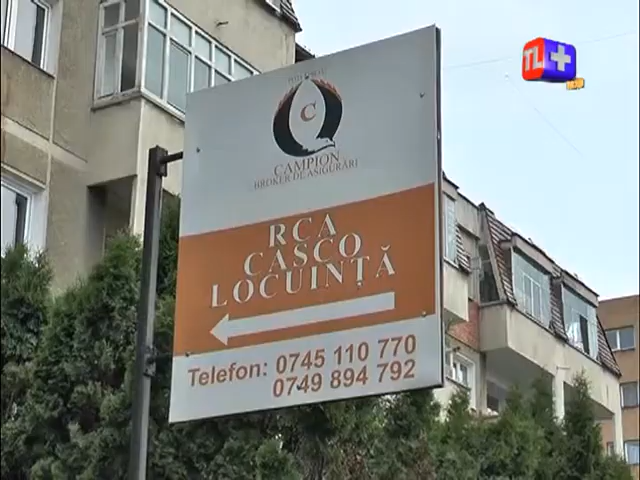 TL+
C
CAMPION
BROKER DE ASIGURĂRI
RCA
CASCO
LOCUINȚĂ
Telefon: 0745 110 770
0749 894 792